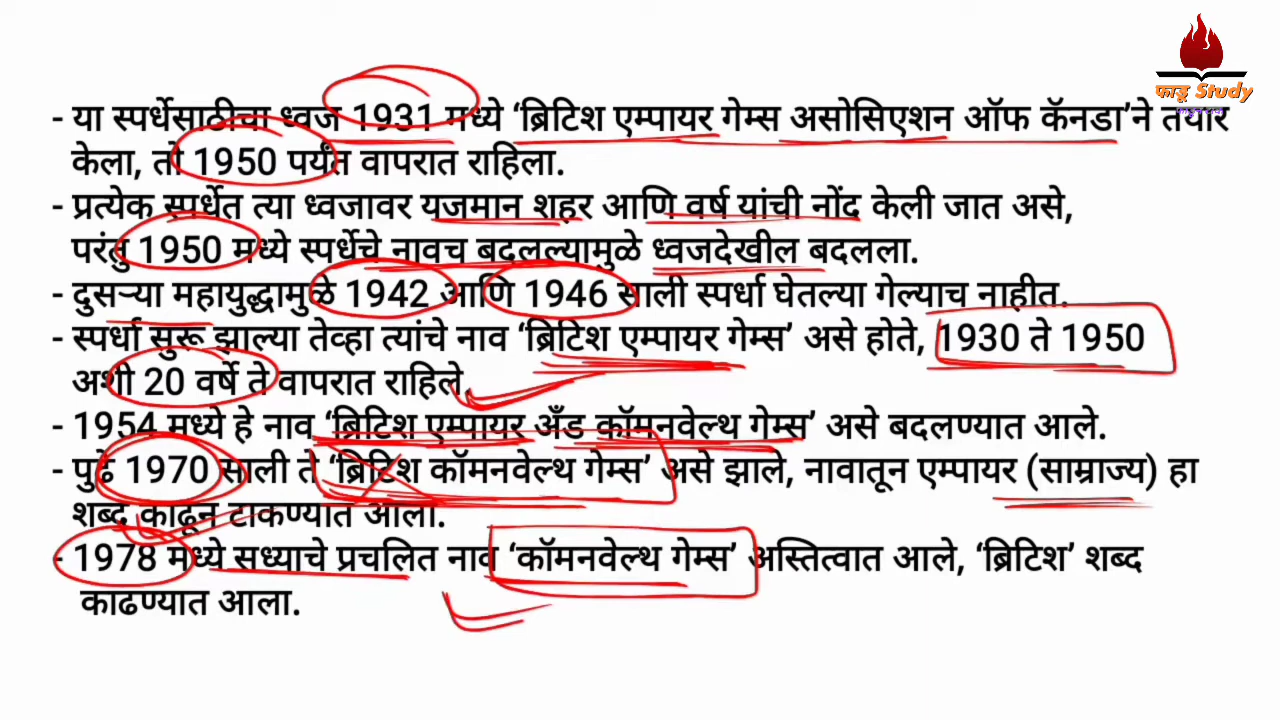 फाडू Study
- या स्पर्धेसाठीचा ध्वज 1931 मध्ये ‘ब्रिटिश एम्पायर गेम्स असोसिएशन ऑफ कॅनडा’ने तयार
केला, तो 1950 पर्यंत वापरात राहिला.
- प्रत्येक स्पर्धेत त्या ध्वजावर यजमान शहर आणि वर्ष यांची नोंद केली जात असे,
परंतु 1950 मध्ये स्पर्धेचे नावच बदलल्यामुळे ध्वजदेखील बदलला.
- दुसऱ्या महायुद्धामुळे 1942 आणि 1946 साली स्पर्धा घेतल्या गेल्याच नाहीत.
- स्पर्धा सुरू झाल्या तेव्हा त्यांचे नाव ‘ब्रिटिश एम्पायर गेम्स’ असे होते, 1930 ते 1950
अशी 20 वर्षे ते वापरात राहिले.
- 1954 मध्ये हे नाव ‘ब्रिटिश एम्पायर अँड कॉमनवेल्थ गेम्स’ असे बदलण्यात आले.
- पुढे 1970 साली ते ‘ब्रिटिश कॉमनवेल्थ गेम्स’ असे झाले, नावातून एम्पायर (साम्राज्य) हा
शब्द काढून टाकण्यात आला.
- 1978 मध्ये सध्याचे प्रचलित नाव ‘कॉमनवेल्थ गेम्स’ अस्तित्वात आले, ‘ब्रिटिश’ शब्द
काढण्यात आला.